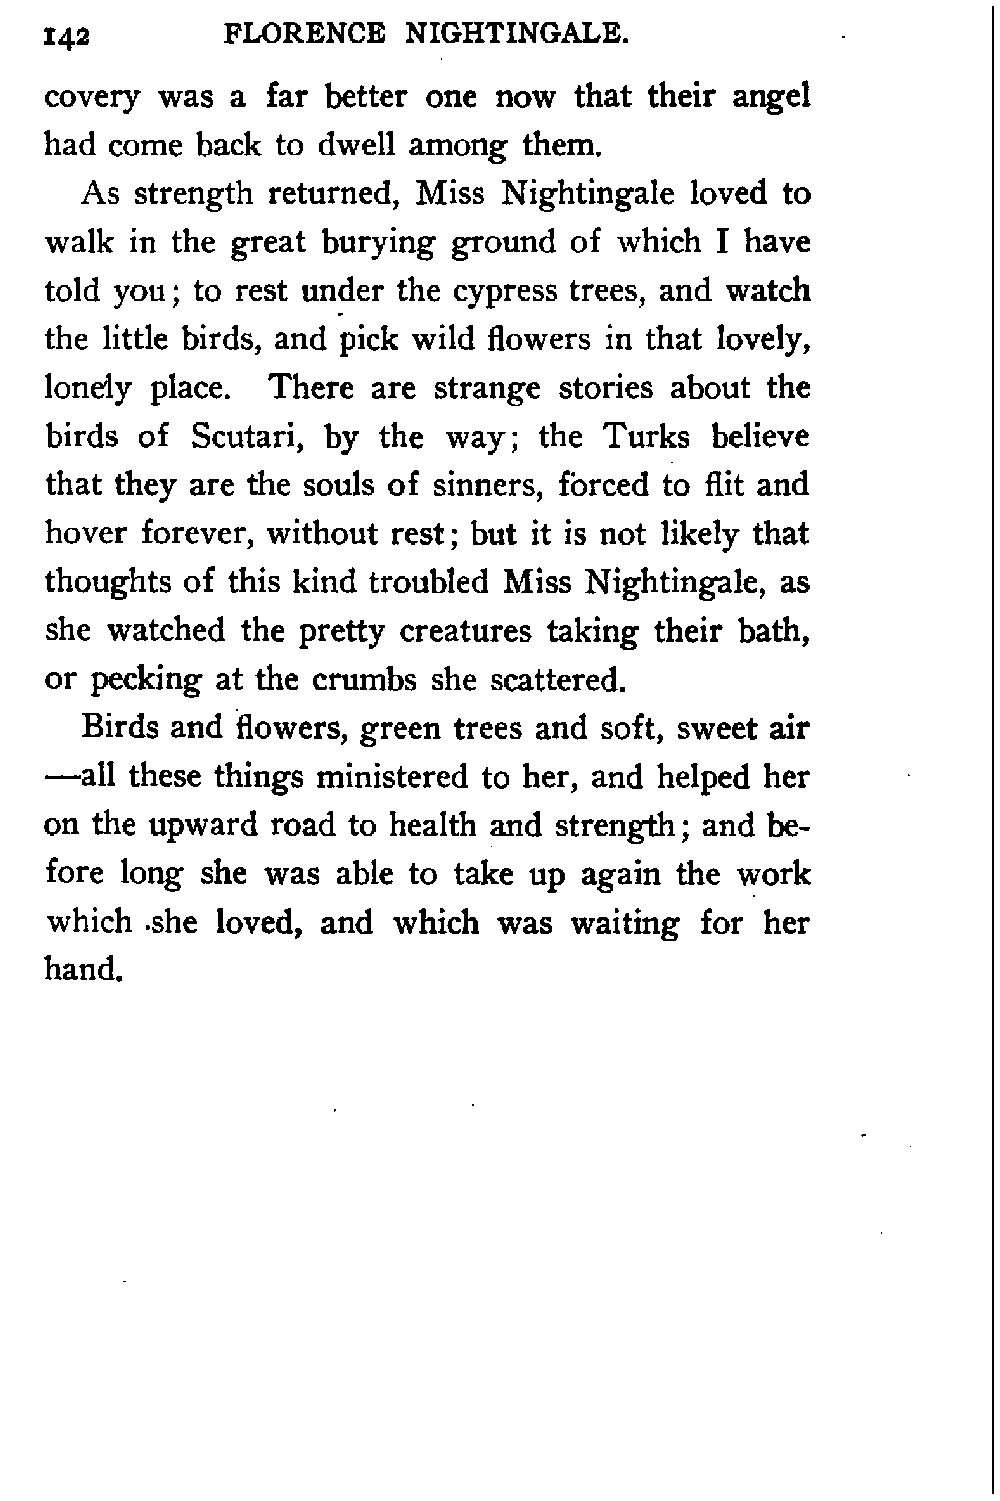 142 FLORENCE NIGHTINGALE.
covery was a far better one now that their angel
had come back to dwell among them.
As strength returned, Miss Nightingale loved to
walk in the great burying ground of which I have
told you; to rest under the cypress trees, and watch
the little birds, and pick wild flowers in that lovely,
lonely place. There are strange stories about the
birds of Scutari, by the way; the Turks believe
that they are the souls of sinners, forced to flit and
hover forever, without rest; but it is not likely that
thoughts of this kind troubled Miss Nightingale, as
she watched the pretty creatures taking their bath,
or pecking at the crumbs she scattered.
Birds and flowers, green trees and soft, sweet air
—all these things ministered to her, and helped her
on the upward road to health and strength; and be-
fore long she was able to take up again the work
which she loved, and which was waiting for her
hand.